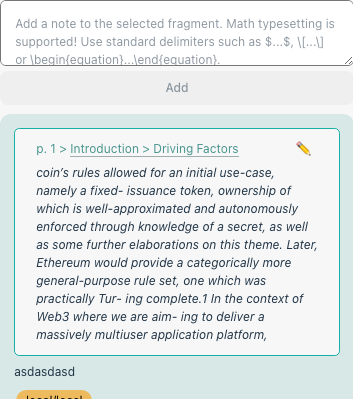 Add a note to the selected fragment. Math typesetting is
supported! Use standard delimiters such as $...$, \[...\]
or \begin{equation}...\end{equation}.
Add
p. 1 > Introduction > Driving Factors
coin’s rules allowed for an initial use-case,
namely a fixed- issuance token, ownership of
which is well-approximated and autonomously
enforced through knowledge of a secret, as well
as some further elaborations on this theme. Later,
Ethereum would provide a categorically more
general-purpose rule set, one which was
practically Tur- ing complete.1 In the context of
Web3 where we are aim- ing to deliver a
massively multiuser application platform,
asdasdasd
local/local